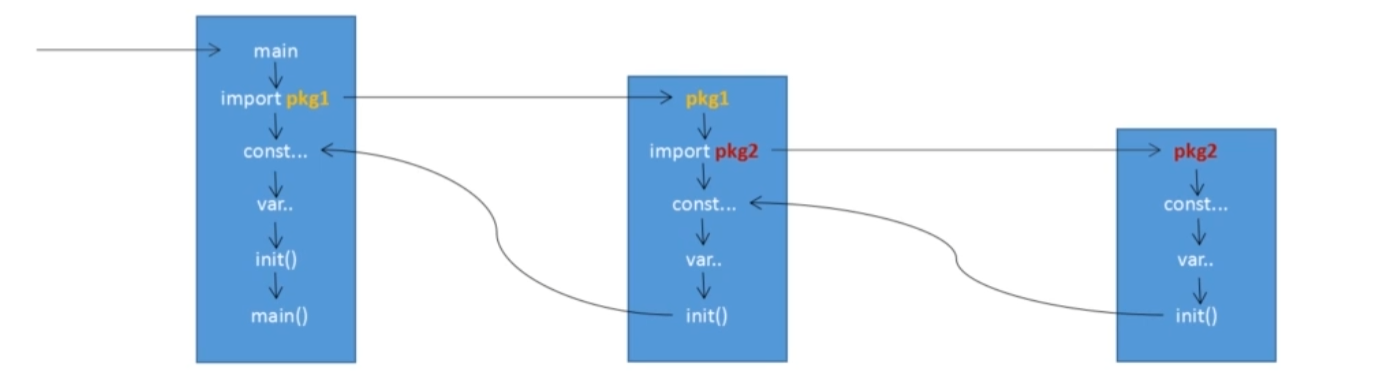 main
import pkg1
const...
var..
init()
main()
pkg1
import pkg2
const...
var..
init()
pkg2
const...
var..
init()